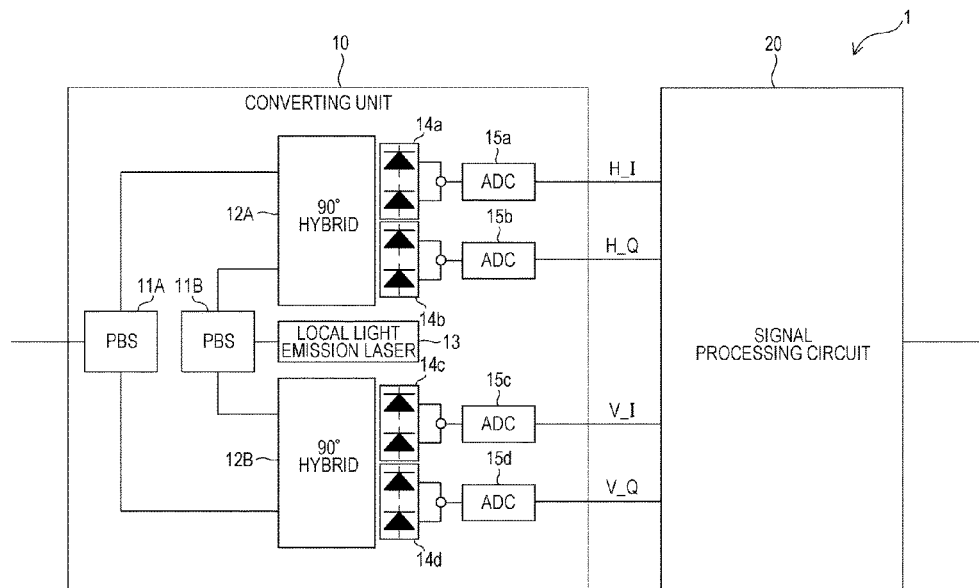 1
10
20
CONVERTING UNIT
14a
15a
ADC
H_I
12A
90°
HYBRID
15b
ADC
H_Q
11A
11B
14b
PBS
PBS
LOCAL LIGHT
EMISSION LASER
13
SIGNAL
PROCESSING CIRCUIT
14c
15c
ADC
V_I
12B
90°
HYBRID
15d
ADC
V_Q
14d